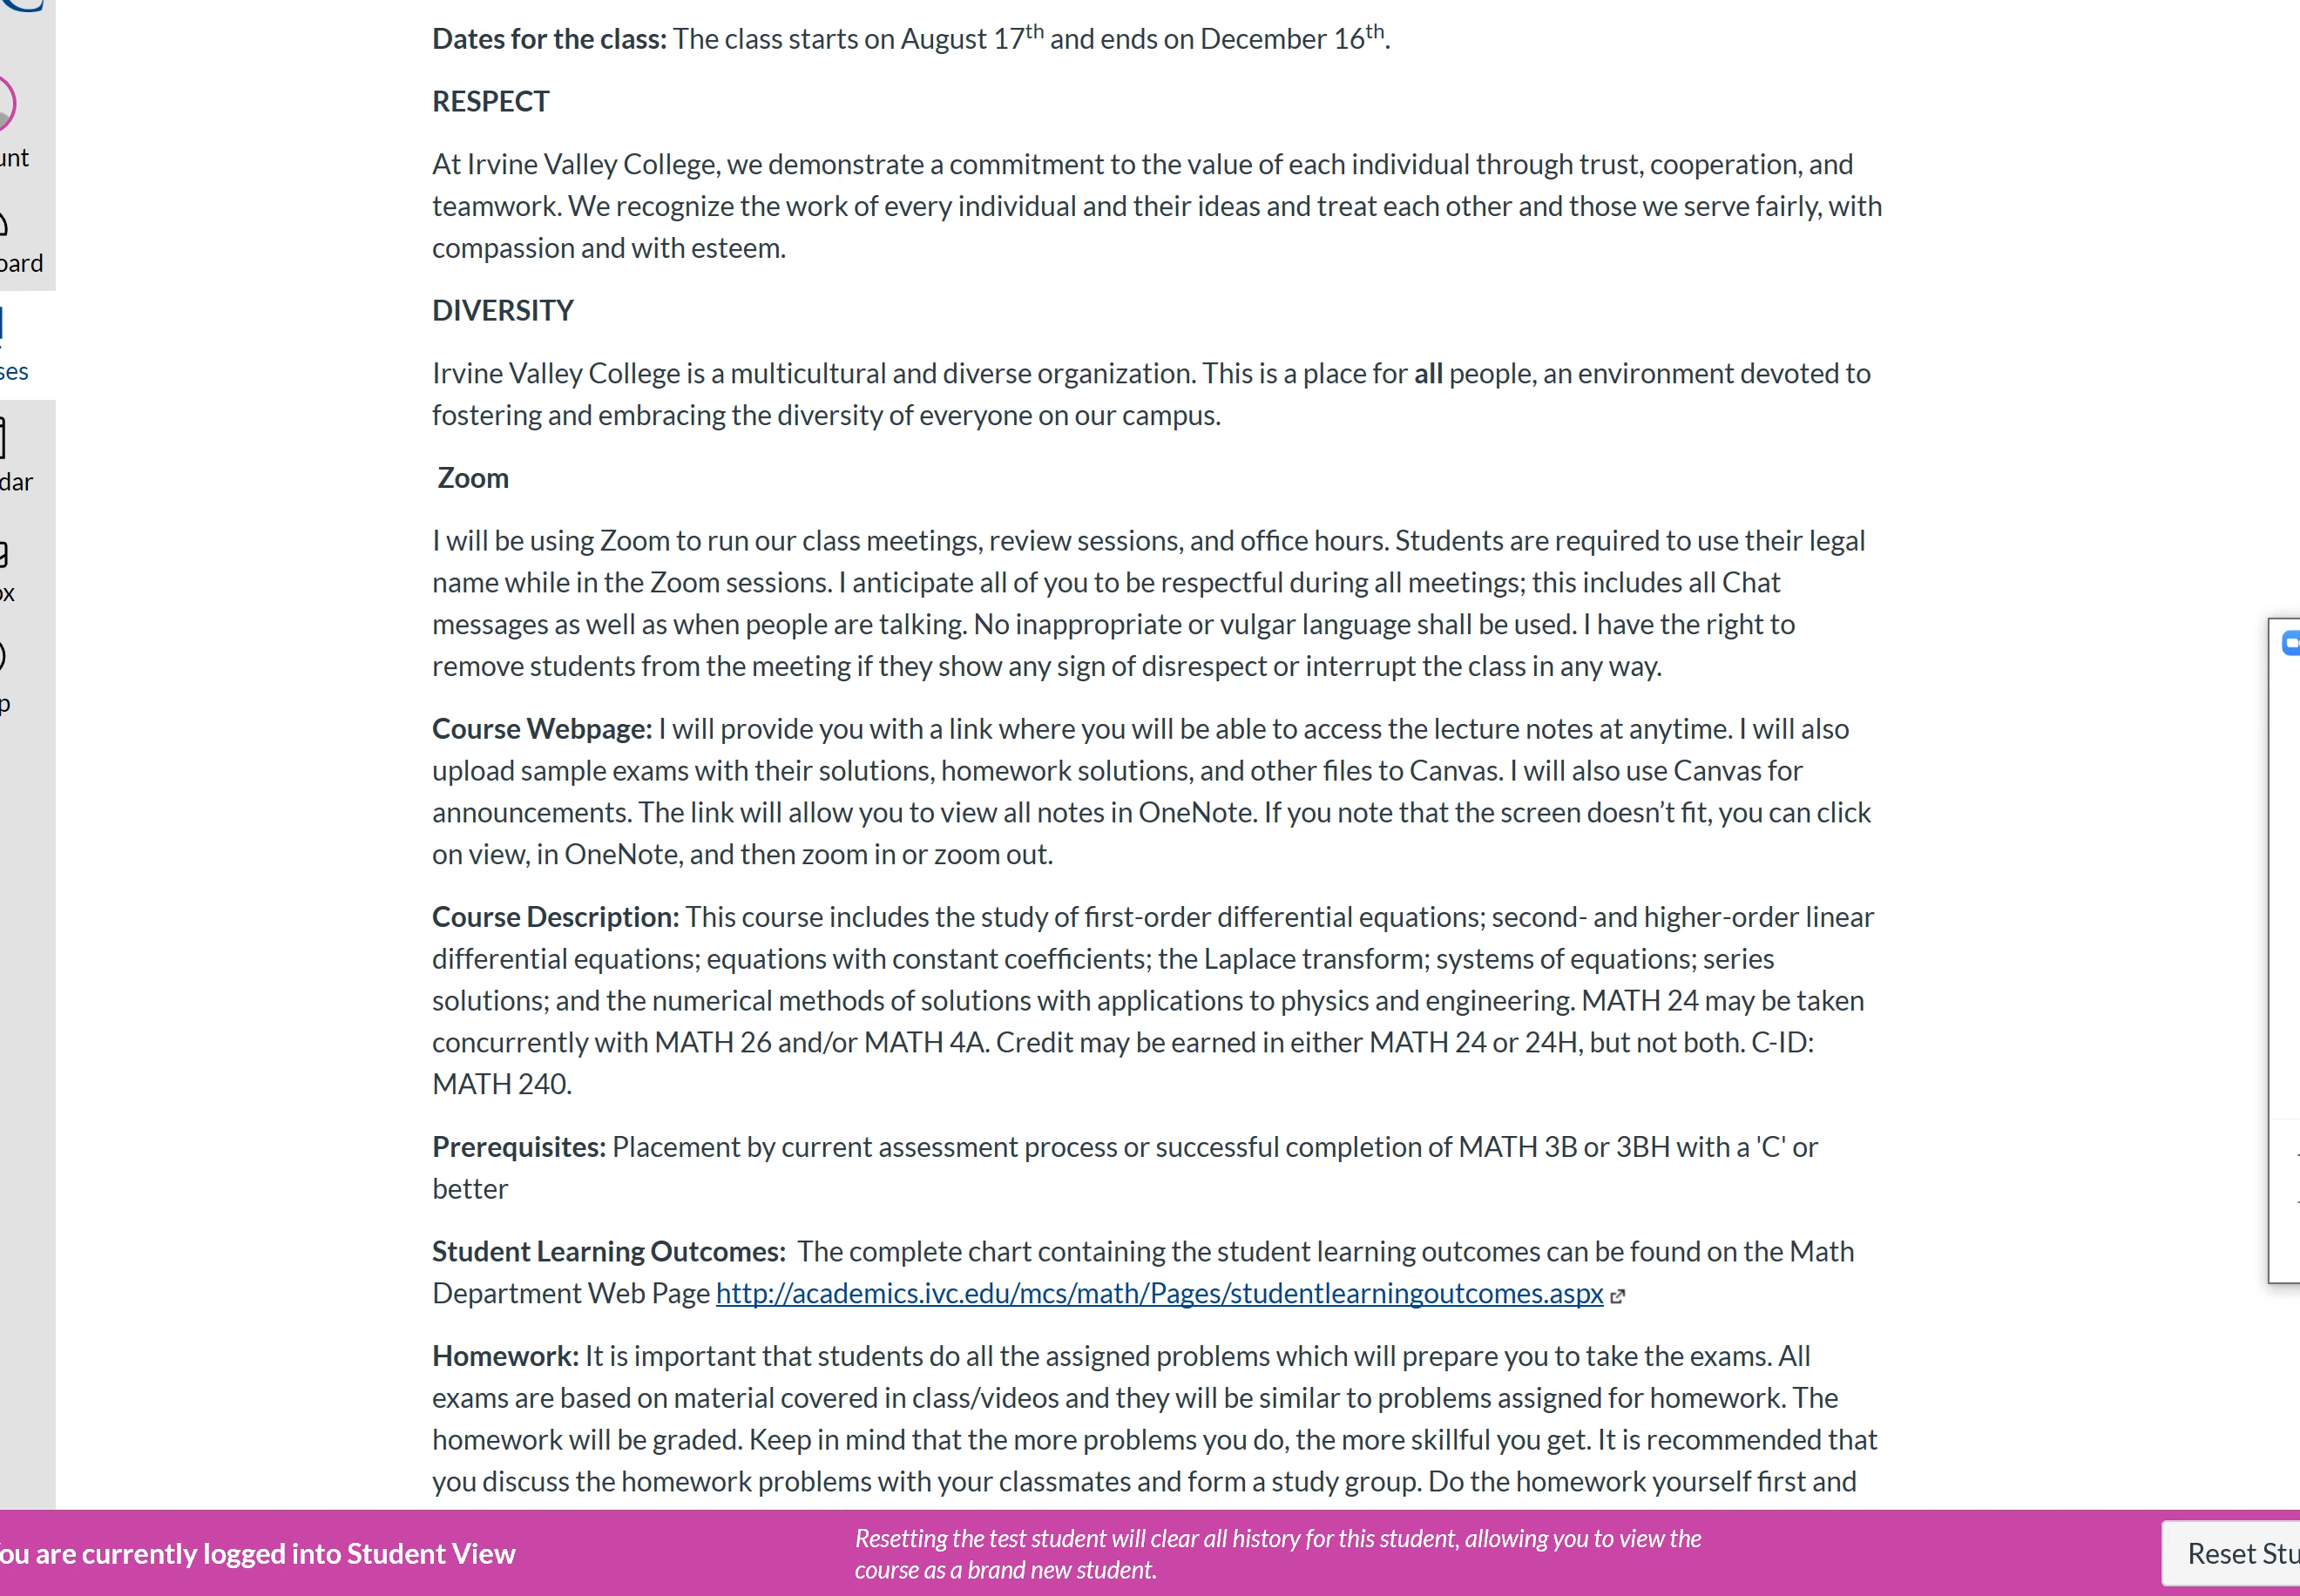 Dates for the class: The class starts on August 17th and ends on December 16th.
RESPECT
At Irvine Valley College, we demonstrate a commitment to the value of each individual through trust, cooperation, and
teamwork. We recognize the work of every individual and their ideas and treat each other and those we serve fairly, with
compassion and with esteem.
DIVERSITY
Irvine Valley College is a multicultural and diverse organization. This is a place for all people, an environment devoted to
fostering and embracing the diversity of everyone on our campus.
Zoom
I will be using Zoom to run our class meetings, review sessions, and office hours. Students are required to use their legal
name while in the Zoom sessions. I anticipate all of you to be respectful during all meetings; this includes all Chat
messages as well as when people are talking. No inappropriate or vulgar language shall be used. I have the right to
remove students from the meeting if they show any sign of disrespect or interrupt the class in any way.
Course Webpage: I will provide you with a link where you will be able to access the lecture notes at anytime. I will also
upload sample exams with their solutions, homework solutions, and other files to Canvas. I will also use Canvas for
announcements. The link will allow you to view all notes in OneNote. If you note that the screen doesn’t fit, you can click
on view, in OneNote, and then zoom in or zoom out.
Course Description: This course includes the study of first-order differential equations; second- and higher-order linear
differential equations; equations with constant coefficients; the Laplace transform; systems of equations; series
solutions; and the numerical methods of solutions with applications to physics and engineering. MATH 24 may be taken
concurrently with MATH 26 and/or MATH 4A. Credit may be earned in either MATH 24 or 24H, but not both. C-ID:
MATH 240.
Prerequisites: Placement by current assessment process or successful completion of MATH 3B or 3BH with a 'C' or
better
Student Learning Outcomes:  The complete chart containing the student learning outcomes can be found on the Math
Department Web Page http://academics.ivc.edu/mcs/math/Pages/studentlearningoutcomes.aspx
Homework: It is important that students do all the assigned problems which will prepare you to take the exams. All
exams are based on material covered in class/videos and they will be similar to problems assigned for homework. The
homework will be graded. Keep in mind that the more problems you do, the more skillful you get. It is recommended that
you discuss the homework problems with your classmates and form a study group. Do the homework yourself first and
unt
oard
ses
dar
ox
p
ou are currently logged into Student View
Resetting the test student will clear all history for this student, allowing you to view the
course as a brand new student.
Reset Stu